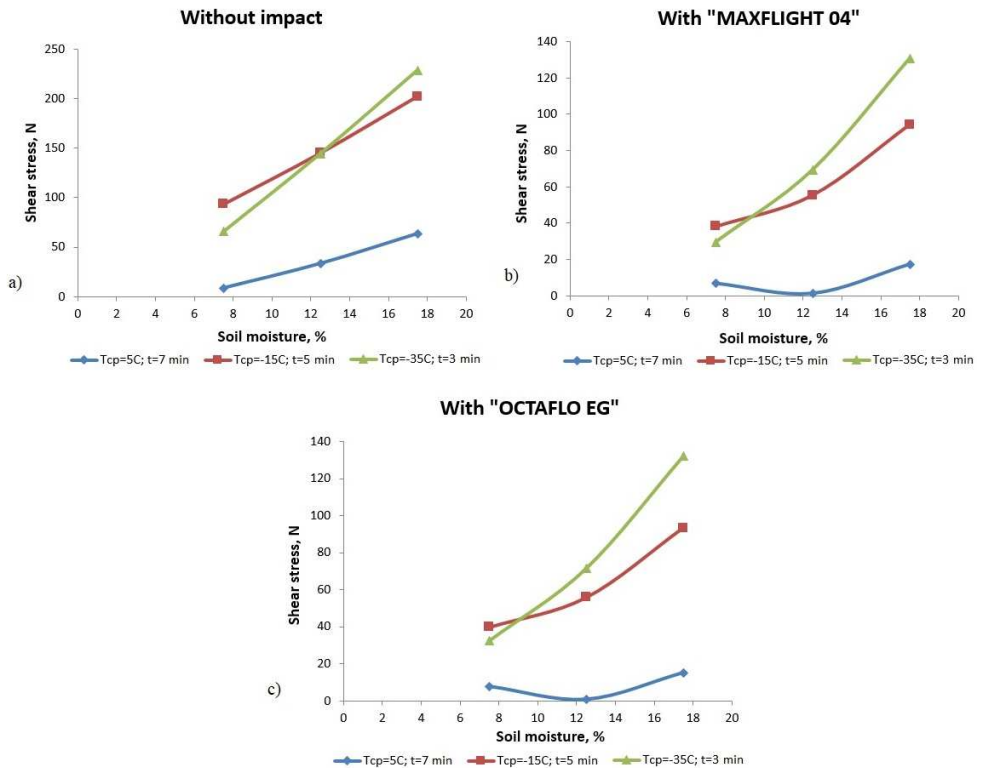 Without impact
Shear stress, N
250
200
150
100
50
0
0 2 4 6 8 10 12 14 16 18 20
Soil moisture, %
a)
Tcp=5C; t=7 min Tcp=-15C; t=5 min Tcp=-35C; t=3 min
With "MAXFLIGHT 04"
Shear stress, N
140
120
100
80
60
40
20
0
0 2 4 6 8 10 12 14 16 18 20
Soil moisture, %
b)
Tcp=5C; t=7 min Tcp=-15C; t=5 min Tcp=-35C; t=3 min
With "OCTAFLO EG"
Shear stress, N
140
120
100
80
60
40
20
0
0 2 4 6 8 10 12 14 16 18 20
Soil moisture, %
c)
Tcp=5C; t=7 min Tcp=-15C; t=5 min Tcp=-35C; t=3 min